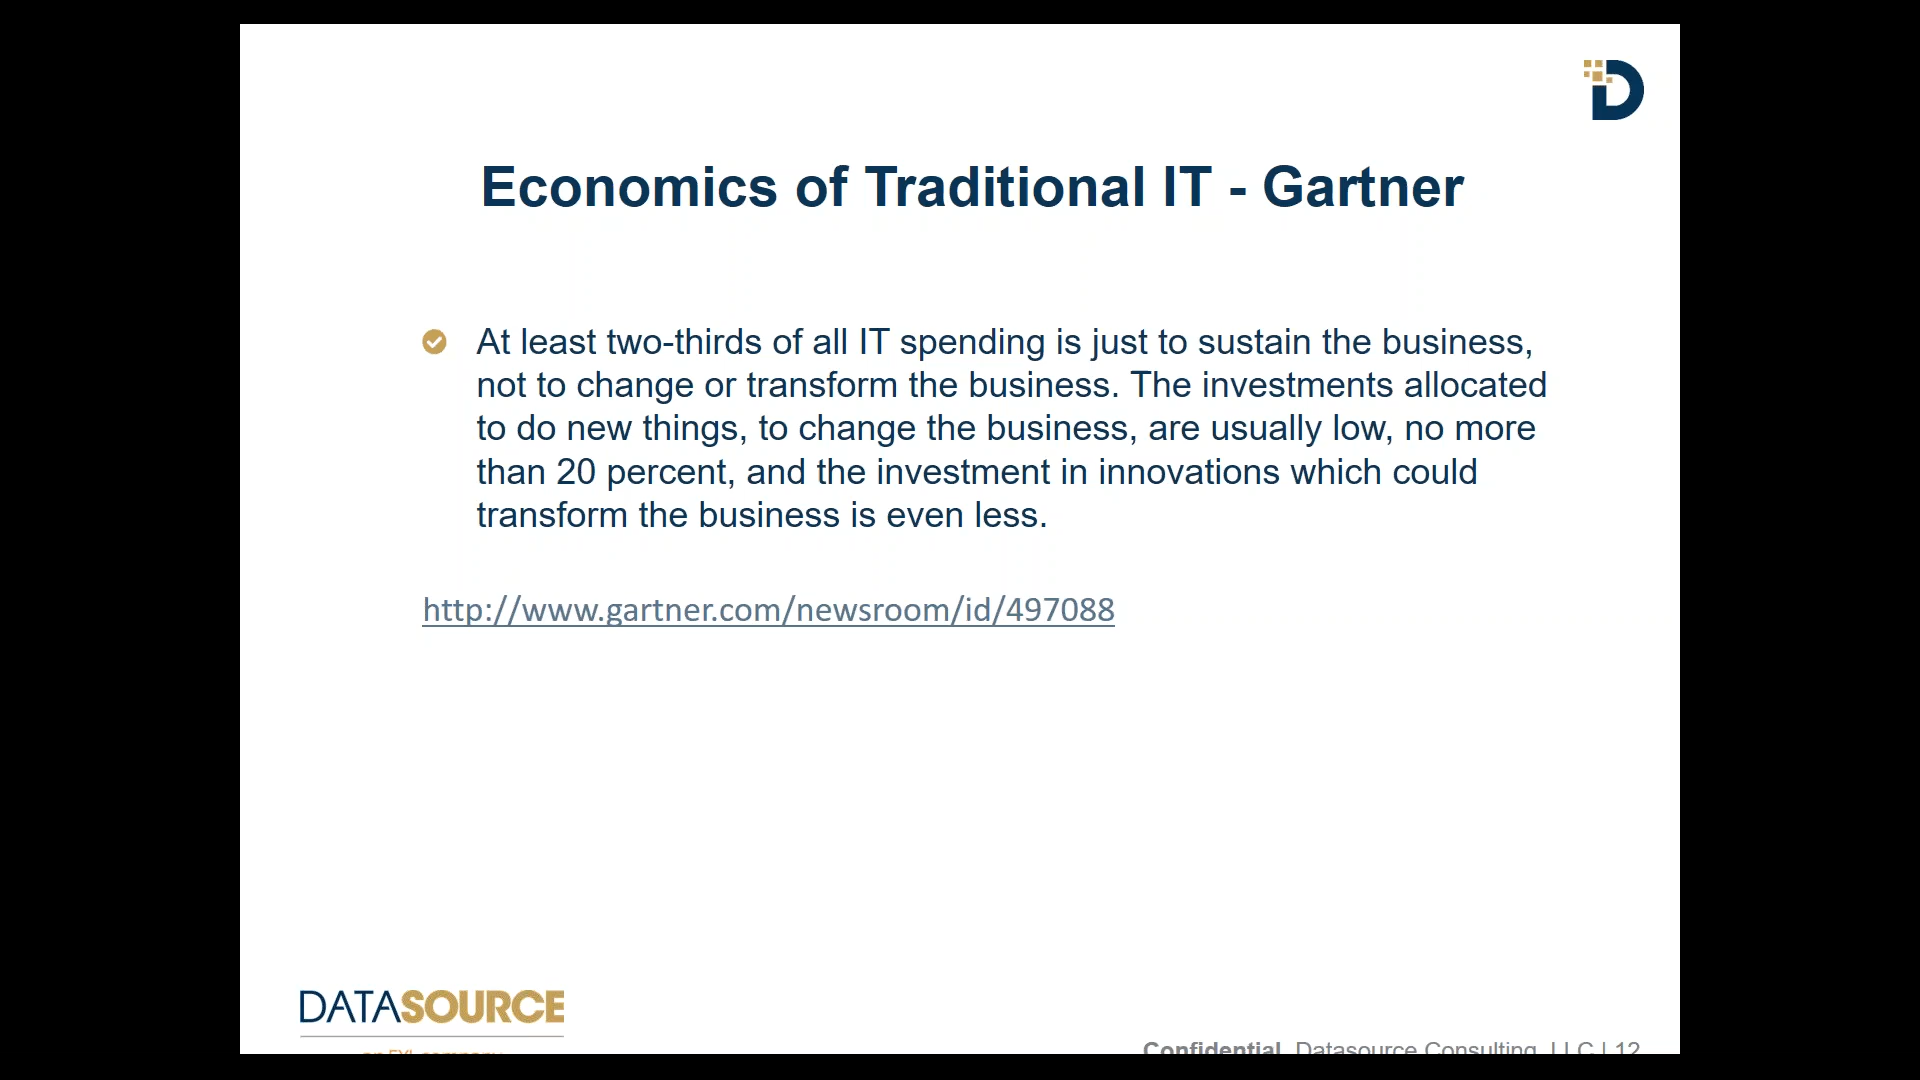 Economics of Traditional IT - Gartner
At least two-thirds of all IT spending is just to sustain the business,
not to change or transform the business. The investments allocated
to do new things, to change the business, are usually low, no more
than 20 percent, and the investment in innovations which could
transform the business is even less.
http://www.gartner.com/newsroom/id/497088
DATASOURCE
an EXL company
Confidential Datasource Consulting, LLC | 12